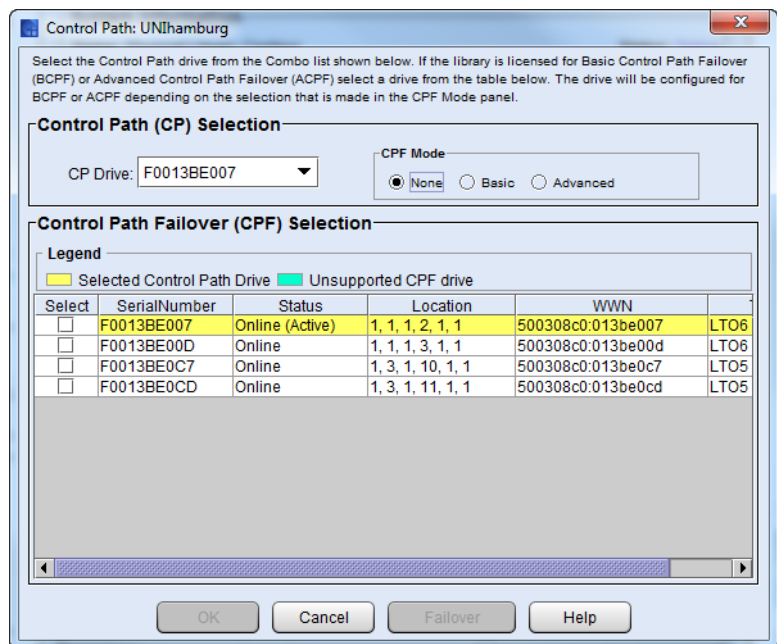 Control Path: UNIhamburg
Select the Control Path drive from the Combo list shown below. If the library is licensed for Basic Control Path Failover
(BCPF) or Advanced Control Path Failover (ACPF) select a drive from the table below. The drive will be configured for
BCPF or ACPF depending on the selection that is made in the CPF Mode panel.
Control Path (CP) Selection
CP Drive: F0013BE007
CPF Mode
None Basic Advanced
Control Path Failover (CPF) Selection
Legend
Selected Control Path Drive Unsupported CPF drive
Select SerialNumber Status Location WWN
F0013BE007 Online (Active) 1, 1, 1, 2, 1, 1 500308c0:013be007 LTO6
F0013BE00D Online 1, 1, 1, 3, 1, 1 500308c0:013be00d LTO6
F0013BE0C7 Online 1, 3, 1, 10, 1, 1 500308c0:013be0c7 LTO5
F0013BE0CD Online 1, 3, 1, 11, 1, 1 500308c0:013be0cd LTO5
OK Cancel Failover Help